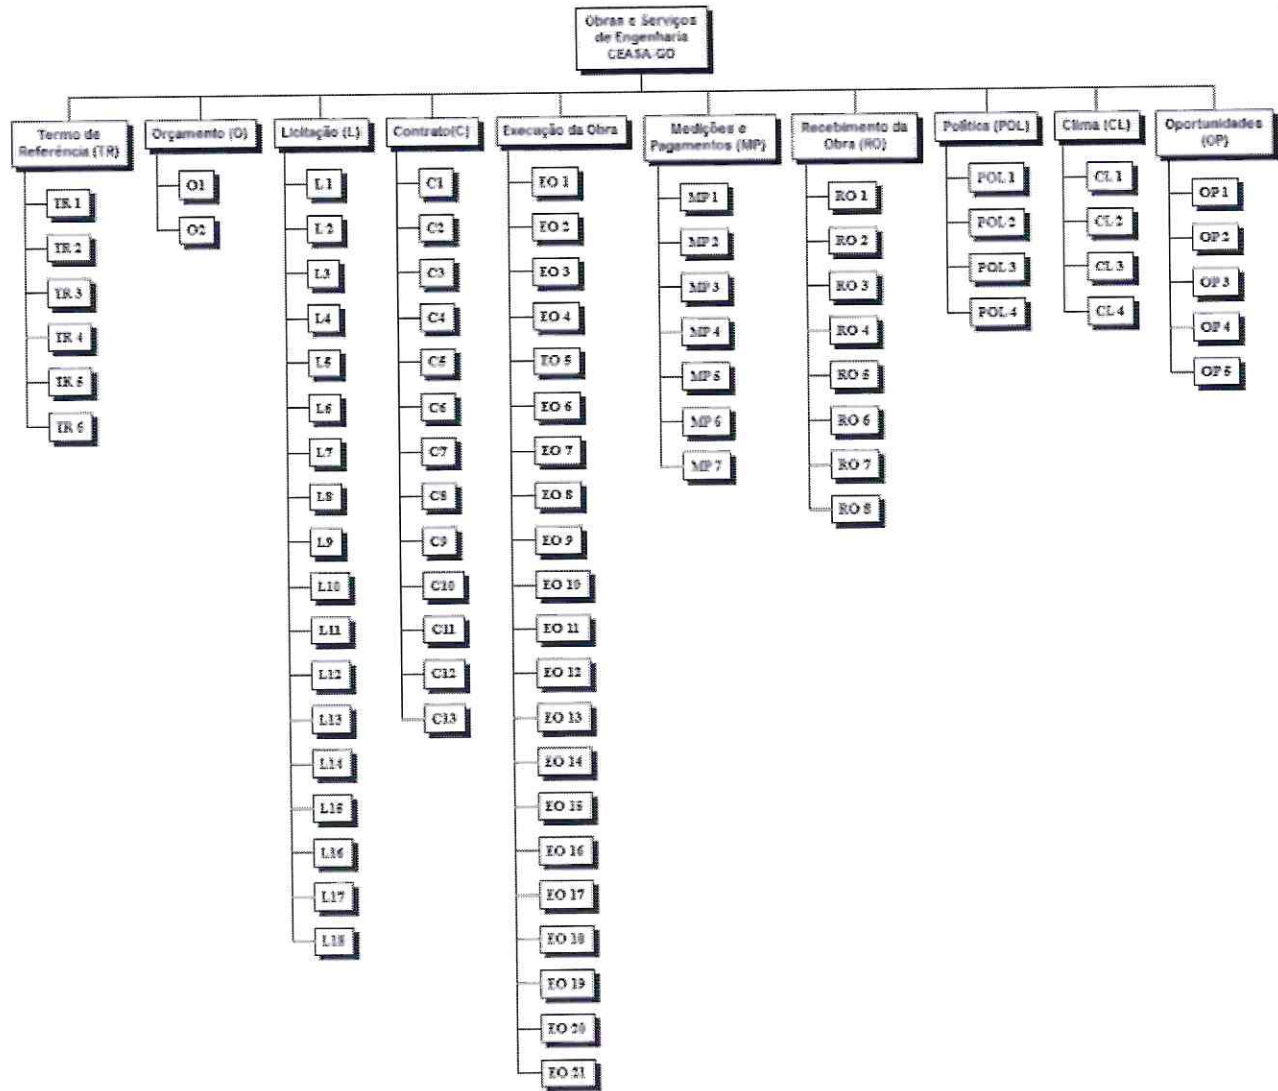 Obras e Serviços
de Engenharia
CEASA-GO
Termo de
Referência (TR)
TR 1
TR 2
TR 3
TR 4
TR 5
TR 6
Orçamento (O)
O1
O2
Licitação (L)
L1
L2
L3
L4
L5
L6
L7
L8
L9
L10
L11
L12
L13
L14
L15
L16
L17
L18
Contrato(C)
C1
C2
C3
C4
C5
C6
C7
C8
C9
C10
C11
C12
C13
Execução da Obra
EO 1
EO 2
EO 3
EO 4
EO 5
EO 6
EO 7
EO 8
EO 9
EO 10
EO 11
EO 12
EO 13
EO 14
EO 15
EO 16
EO 17
EO 18
EO 19
EO 20
EO 21
Medições e
Pagamentos (MP)
MP 1
MP 2
MP 3
MP 4
MP 5
MP 6
MP 7
Recebimento da
Obra (RO)
RO 1
RO 2
RO 3
RO 4
RO 5
RO 6
RO 7
RO 8
Política (POL)
POL 1
POL 2
POL 3
POL 4
Clima (CL)
CL 1
CL 2
CL 3
CL 4
Oportunidades
(OP)
OP 1
OP 2
OP 3
OP 4
OP 5